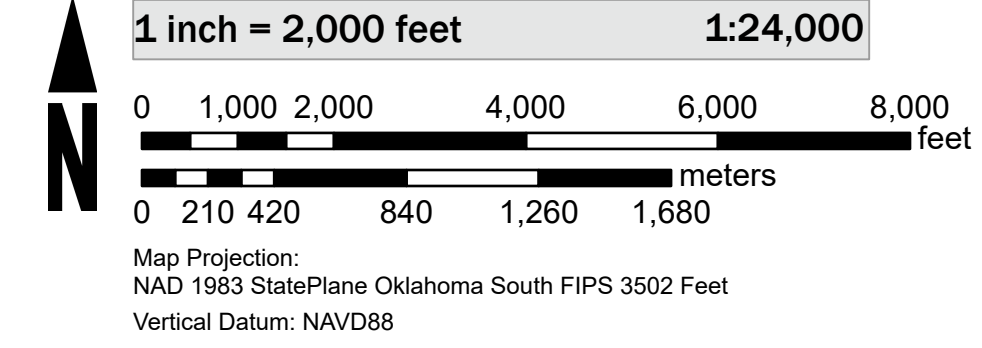 1 inch = 2,000 feet 1:24,000
0 1,000 2,000 4,000 6,000 8,000
feet
meters
0 210 420 840 1,260 1,680
N
Map Projection:
NAD 1983 StatePlane Oklahoma South FIPS 3502 Feet
Vertical Datum: NAVD88